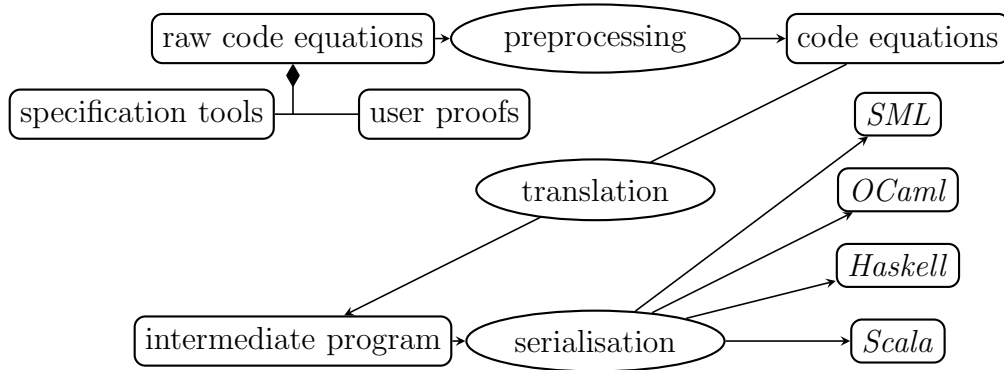 raw code equations
preprocessing
code equations
specification tools
user proofs
SML
translation
OCaml
Haskell
intermediate program
serialisation
Scala